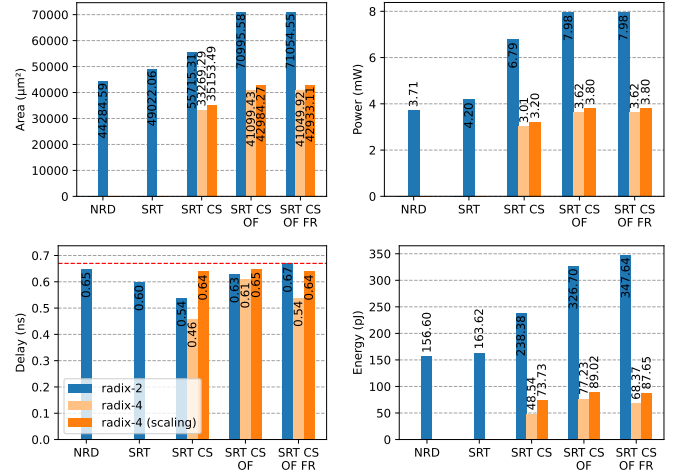 Area (µm²)
70000
60000
50000
40000
30000
20000
10000
0
44284.59
49022.06
55715.31
33269.29
35153.49
70995.58
41099.43
42984.27
71054.55
41049.92
42933.11
NRD
SRT
SRT CS
SRT CS
OF
SRT CS
OF FR
Power (mW)
8
6
4
2
0
3.71
4.20
6.79
3.01
3.20
7.98
3.62
3.80
7.98
3.62
3.80
NRD
SRT
SRT CS
SRT CS
OF
SRT CS
OF FR
Delay (ns)
0.7
0.6
0.5
0.4
0.3
0.2
0.1
0.0
0.65
0.60
0.54
0.46
0.64
0.63
0.61
0.65
0.67
0.54
0.64
radix-2
radix-4
radix-4 (scaling)
NRD
SRT
SRT CS
SRT CS
OF
SRT CS
OF FR
Energy (pJ)
350
300
250
200
150
100
50
0
156.60
163.62
238.38
48.54
73.73
326.70
77.23
89.02
347.64
68.37
87.65
NRD
SRT
SRT CS
SRT CS
OF
SRT CS
OF FR